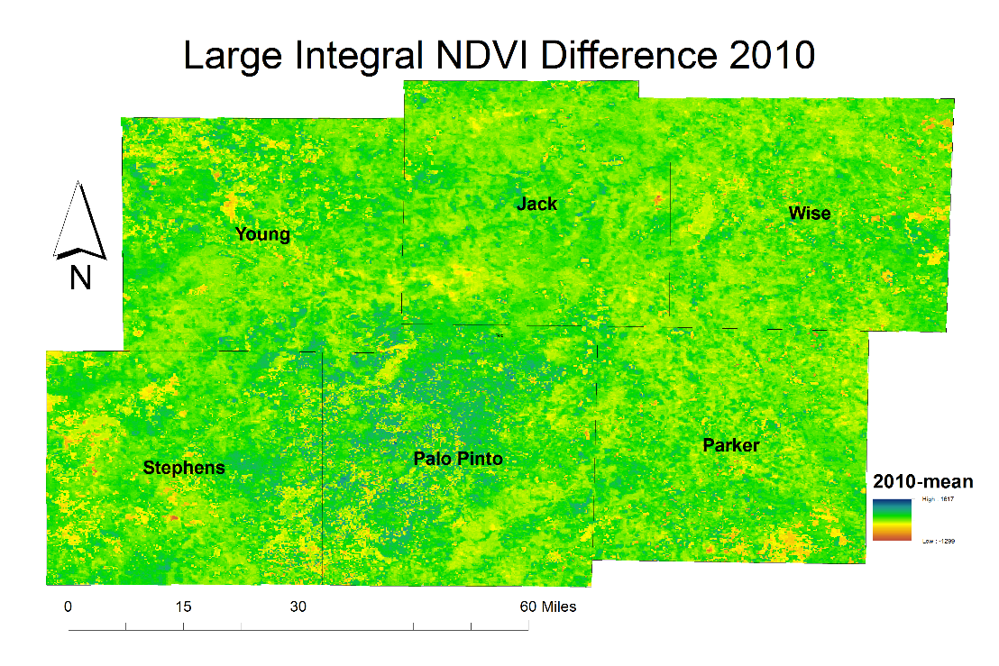 Large Integral NDVI Difference 2010
Jack
Wise
Young
N
Parker
Palo Pinto
Stephens
2010-mean
High : 1617
Low : -1299
0 15 30 60 Miles